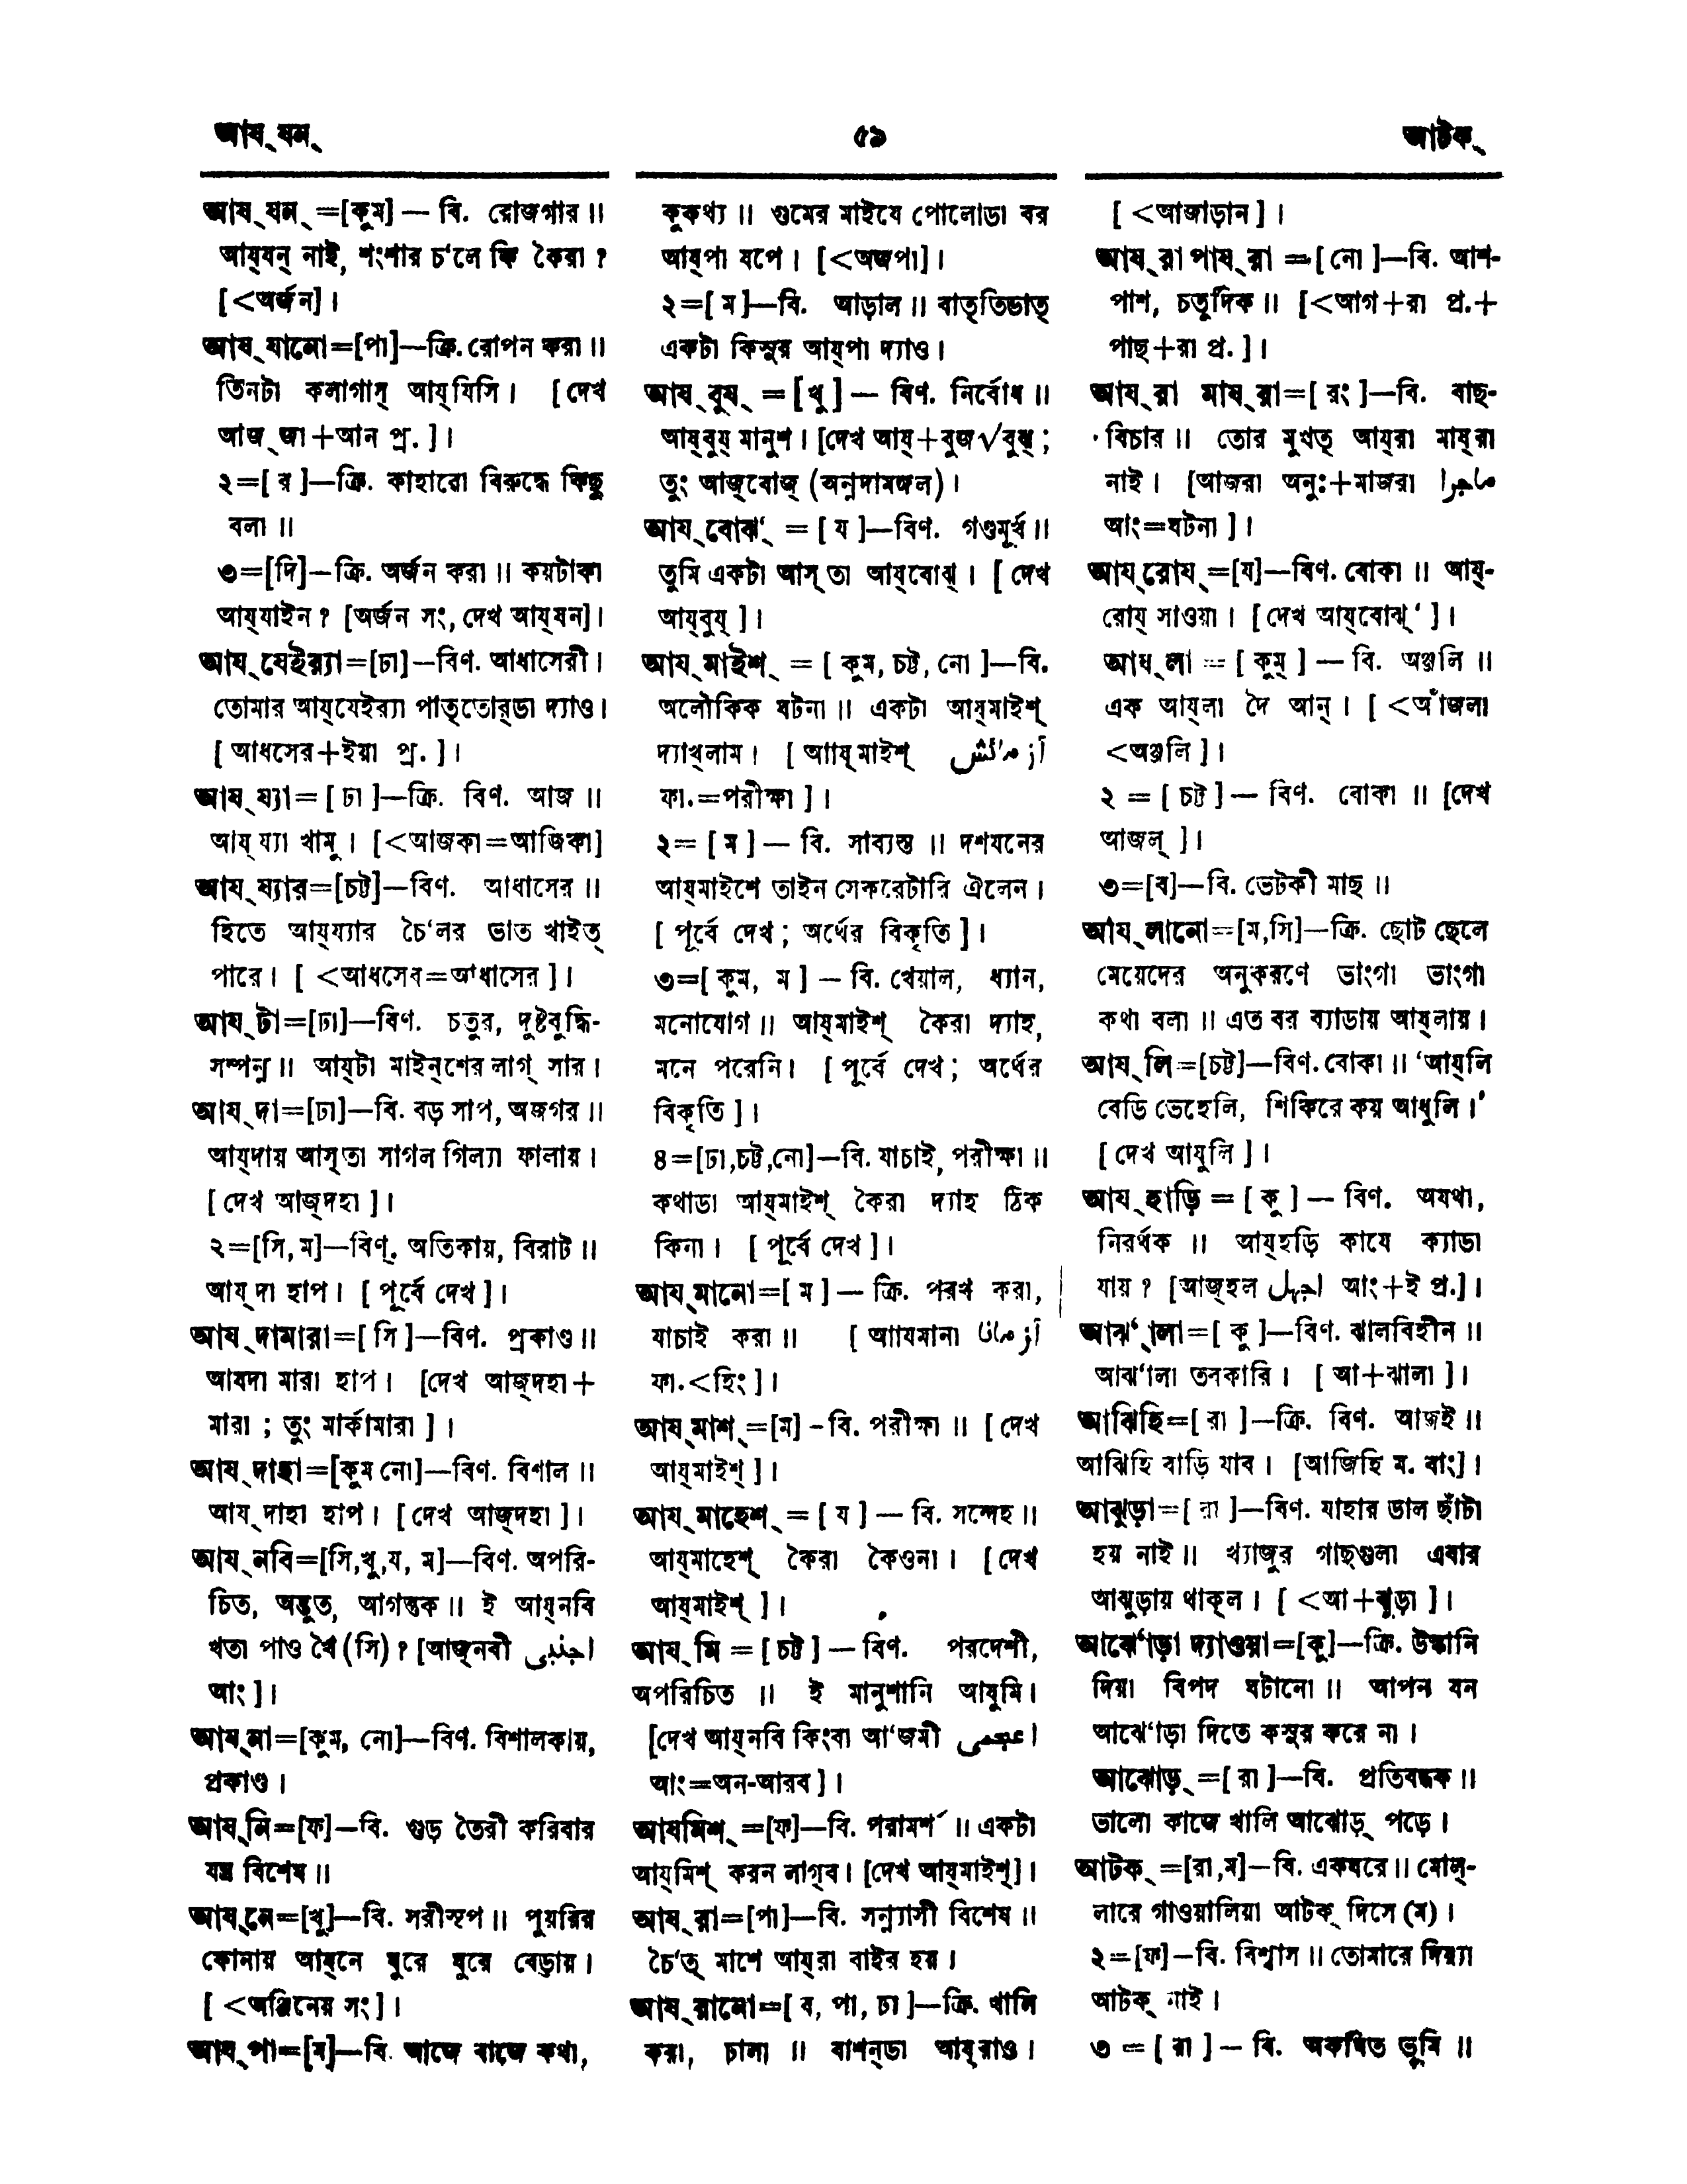 আয্‌যন্‌ ৫৯ আটক্‌
আয্‌যন্‌ =[কুম] — বি. রোজগার ॥
আয্‌যন্‌ নাই, শংশার চ'লে কি কৈরা ?
[<অর্জন]।
আয্‌যানো=[পা]—ক্রি. রোপন করা ॥
তিনটা কলাগাস্‌ আয্‌যিসি। [দেখ
আজ্‌জা+আন প্র. ]।
২=[ র ]—ক্রি. কাহারো বিরুদ্ধে কিছু
বলা ॥
৩=[দি]—ক্রি. অর্জন করা ॥ কয়টাকা
আয্‌যাইন ? [অর্জন সং, দেখ আয্‌যন]।
আয্‌যেইর‍্যা=[ঢা]—বিণ. আধাসেরী।
তোমার আয্‌যেইর‍্যা পাত্‌তোর্‌ডা দ্যাও।
[ আধসের+ইয়া প্র. ]।
আয্‌য্যা=[ ঢা ]—ক্রি. বিণ. আজ ॥
আয্‌য্যা খামু। [<আজকা=আজিকা]
আয্‌য্যার=[চট্ট]—বিণ. আধাসের ॥
হিতে আয্‌য্যার চৈ'লর ভাত খাইত্‌
পারে। [ <আধসের=আধাসের ]।
আয্‌টা=[ঢা]—বিণ. চতুর, দুষ্টবুদ্ধি-
সম্পন্ন ॥ আয্‌টা মাইন্‌শের লাগ্‌ সার।
আয্‌দা=[ঢা]—বি. বড় সাপ, অজগর ॥
আয্‌দায় আস্‌তা সাগল গিল্যা ফালায়।
[ দেখ আজ্‌দহা ]।
২=[সি, ম]—বিণ্‌. অতিকায়, বিরাট ॥
আয্‌দা হাপ। [ পূর্বে দেখ ]।
আয্‌দামারা=[ সি ]—বিণ. প্রকাণ্ড ॥
আযদা মারা হাপ। [দেখ আজ্‌দহা+
মারা ; তুং মার্কামারা ]।
আয্‌দাহা=[কুম নো]—বিণ. বিশাল ॥
আয্‌দাহা হাপ। [ দেখ আজ্‌দহা ]।
আয্‌নবি=[সি,খু,য, ম]—বিণ. অপরি-
চিত, অদ্ভুত, আগন্তুক ॥ ই আয্‌নবি
খতা পাও খৈ (সি) ? [আজ্‌নবী اجنبی
আং ]।
আয্‌মা=[কুম, নো]—বিণ. বিশালকায়,
প্রকাণ্ড।
আয্‌নি=[ফ]—বি. গুড় তৈরী করিবার
যন্ত্র বিশেষ ॥
আয্‌নে=[খু]—বি. সরীসৃপ ॥ পুয়রির
কোনায় আয্‌নে ঘুরে ঘুরে বেড়ায়।
[ <অঞ্জিনেয় সং ]।
আয্‌পা=[ম]—বি. আজে বাজে কথা,
কুকথ্য ॥ গুমের মাইযে পোলোডা বর
আয্‌পা যপে। [<অজপা]।
২=[ ম ]—বি. আড়াল ॥ বাত্‌তিডাত্‌
একটা কিস্‌সুর আয্‌পা দ্যাও।
আয্‌বুয্‌ =[খু] — বিণ. নির্বোধ ॥
আয্‌বুয্‌ মানুশ। [দেখ আয্‌+বুজ√বুধ্‌ ;
তুং আজ্‌বোজ্‌ (অন্নদামঙ্গল)।
আয্‌বোঝ‘্‌ = [ য ]—বিণ. গণ্ডমূর্খ ॥
তুমি একটা আস্‌তা আয্‌বোঝ্‌। [ দেখ
আয্‌বুয্‌ ]।
আয্‌মাইশ্‌ = [ কুম, চট্ট, নো ]—বি.
অলৌকিক ঘটনা ॥ একটা আয্‌মাইশ্‌
দ্যাখ্‌লাম। [ আায্‌মাইশ্‌ آزمائش
ফা.=পরীক্ষা ]।
২= [ ম ] — বি. সাব্যস্ত ॥ দশযনের
আয্‌মাইশে তাইন সেকরেটারি ঐলেন।
[ পূর্বে দেখ ; অর্থের বিকৃতি ]।
৩=[ কুম, ম ] — বি. খেয়াল, ধ্যান,
মনোযোগ ॥ আয্‌মাইশ্‌ কৈরা দ্যাহ,
মনে পরেনি। [ পূর্বে দেখ ; অর্থের
বিকৃতি ]।
৪=[ঢা,চট্ট,নো]—বি. যাচাই, পরীক্ষা ॥
কথাডা আয্‌মাইশ্‌ কৈরা দ্যাহ ঠিক
কিনা। [ পূর্বে দেখ ]।
আয্‌মানো=[ ম ] — ক্রি. পরখ করা,
যাচাই করা ॥ [ আাযমানা آزمانا
ফা.<হিং ]।
আয্‌মাশ্‌=[ম] -বি. পরীক্ষা ॥ [ দেখ
আয্‌মাইশ্‌ ]।
আয্‌মাহেশ্‌ = [ য ] — বি. সন্দেহ ॥
আয্‌মাহেশ্‌ কৈরা কৈওনা। [ দেখ
আয্‌মাইশ্‌ ]।
আয্‌মি = [ চট্ট ] — বিণ. পরদেশী,
অপরিচিত ॥ ই মানুশানি আযুমি।
[দেখ আয্‌নবি কিংবা আ‘জমী اعجمی
আং=অন-আরব ]।
আযমিশ্‌ =[ফ]—বি. পরামর্শ ॥ একটা
আয্‌মিশ্‌ করন লাগ্‌ব। [দেখ আয্‌মাইশ্‌]।
আয্‌রা=[পা]—বি. সন্ন্যাসী বিশেষ ॥
চৈ‘ত্‌ মাশে আয্‌রা বাইর হয়।
আয্‌রানো=[ ব, পা, ঢা ]—ক্রি. খালি
করা, ঢালা ॥ বাশন্‌ডা আয্‌রাও।
[ <আজাড়ান ]।
আয্‌রা পায্‌রা =[ নো ]—বি. আশ-
পাশ, চতুর্দিক ॥ [<আগ+রা প্র.+
পাছ+রা প্র. ]।
আয্‌রা মায্‌রা=[ রং ]—বি. বাছ-
বিচার ॥ তোর মুখত্‌ আয্‌রা মায্‌রা
নাই। [আজরা অনুঃ+মাজরা ماجرا
আং=ঘটনা ]।
আয্‌রোয্‌=[য]—বিণ. বোকা ॥ আয্‌-
রোয্‌ সাওয়া। [ দেখ আয্‌বোঝ্‌‘ ]।
আয্‌লা = [ কুম্‌ ] — বি. অঞ্জলি ॥
এক আয্‌লা দৈ আন্‌। [ <আঁজলা
<অঞ্জলি ]।
২ = [ চট্ট ] — বিণ. বোকা ॥ [দেখ
আজল্‌ ]।
৩=[ব]—বি. ভেটকী মাছ ॥
আয্‌লানো=[ম,সি]—ক্রি. ছোট ছেলে
মেয়েদের অনুকরণে ভাংগা ভাংগা
কথা বলা ॥ এত বর ব্যাডায় আয্‌লায়।
আয্‌লি=[চট্ট]—বিণ. বোকা ॥ ‘আয্‌লি
বেডি ভেহেলি, শিকিরে কয় আধুলি।’
[ দেখ আযুলি ]।
আয্‌হাড়ি = [ কু ] — বিণ. অযথা,
নিরর্থক ॥ আয্‌হড়ি কাযে ক্যাডা
যায় ? [আজ্‌হল اجہل আং+ই প্র.]।
আঝ‘ালা=[ কু ]—বিণ. ঝালবিহীন ॥
আঝ‘ালা তরকারি। [ আ+ঝালা ]।
আঝিহি=[ রা ]—ক্রি. বিণ. আজই ॥
আঝিহি বাড়ি যাব। [আজিহি ম. বাং]।
আঝুড়া=[ রা ]—বিণ. যাহার ডাল ছাঁটা
হয় নাই ॥ খ্যাজুর গাছ্‌গুলা এবার
আঝুড়ায় থাক্‌ল। [ <আ+ঝুড়া ]।
আঝে‘াড়া দ্যাওয়া=[কু]—ক্রি. উস্কানি
দিয়া বিপদ ঘটানো ॥ আপন যন
আঝে‘াড়া দিতে কসুর করে না।
আঝোড়্‌ =[ রা ]—বি. প্রতিবন্ধক ॥
ভালো কাজে খালি আঝোড়্‌ পড়ে।
আটক্‌ =[রা,ম]—বি. একঘরে ॥ মোল্‌-
লারে গাওয়ালিয়া আটক্‌ দিসে (ম)।
২=[ফ]—বি. বিশ্বাস ॥ তোমারে দিয়্যা
আটক্‌ নাই।
৩ = [ রা ] — বি. অকর্ষিত ভূমি ॥